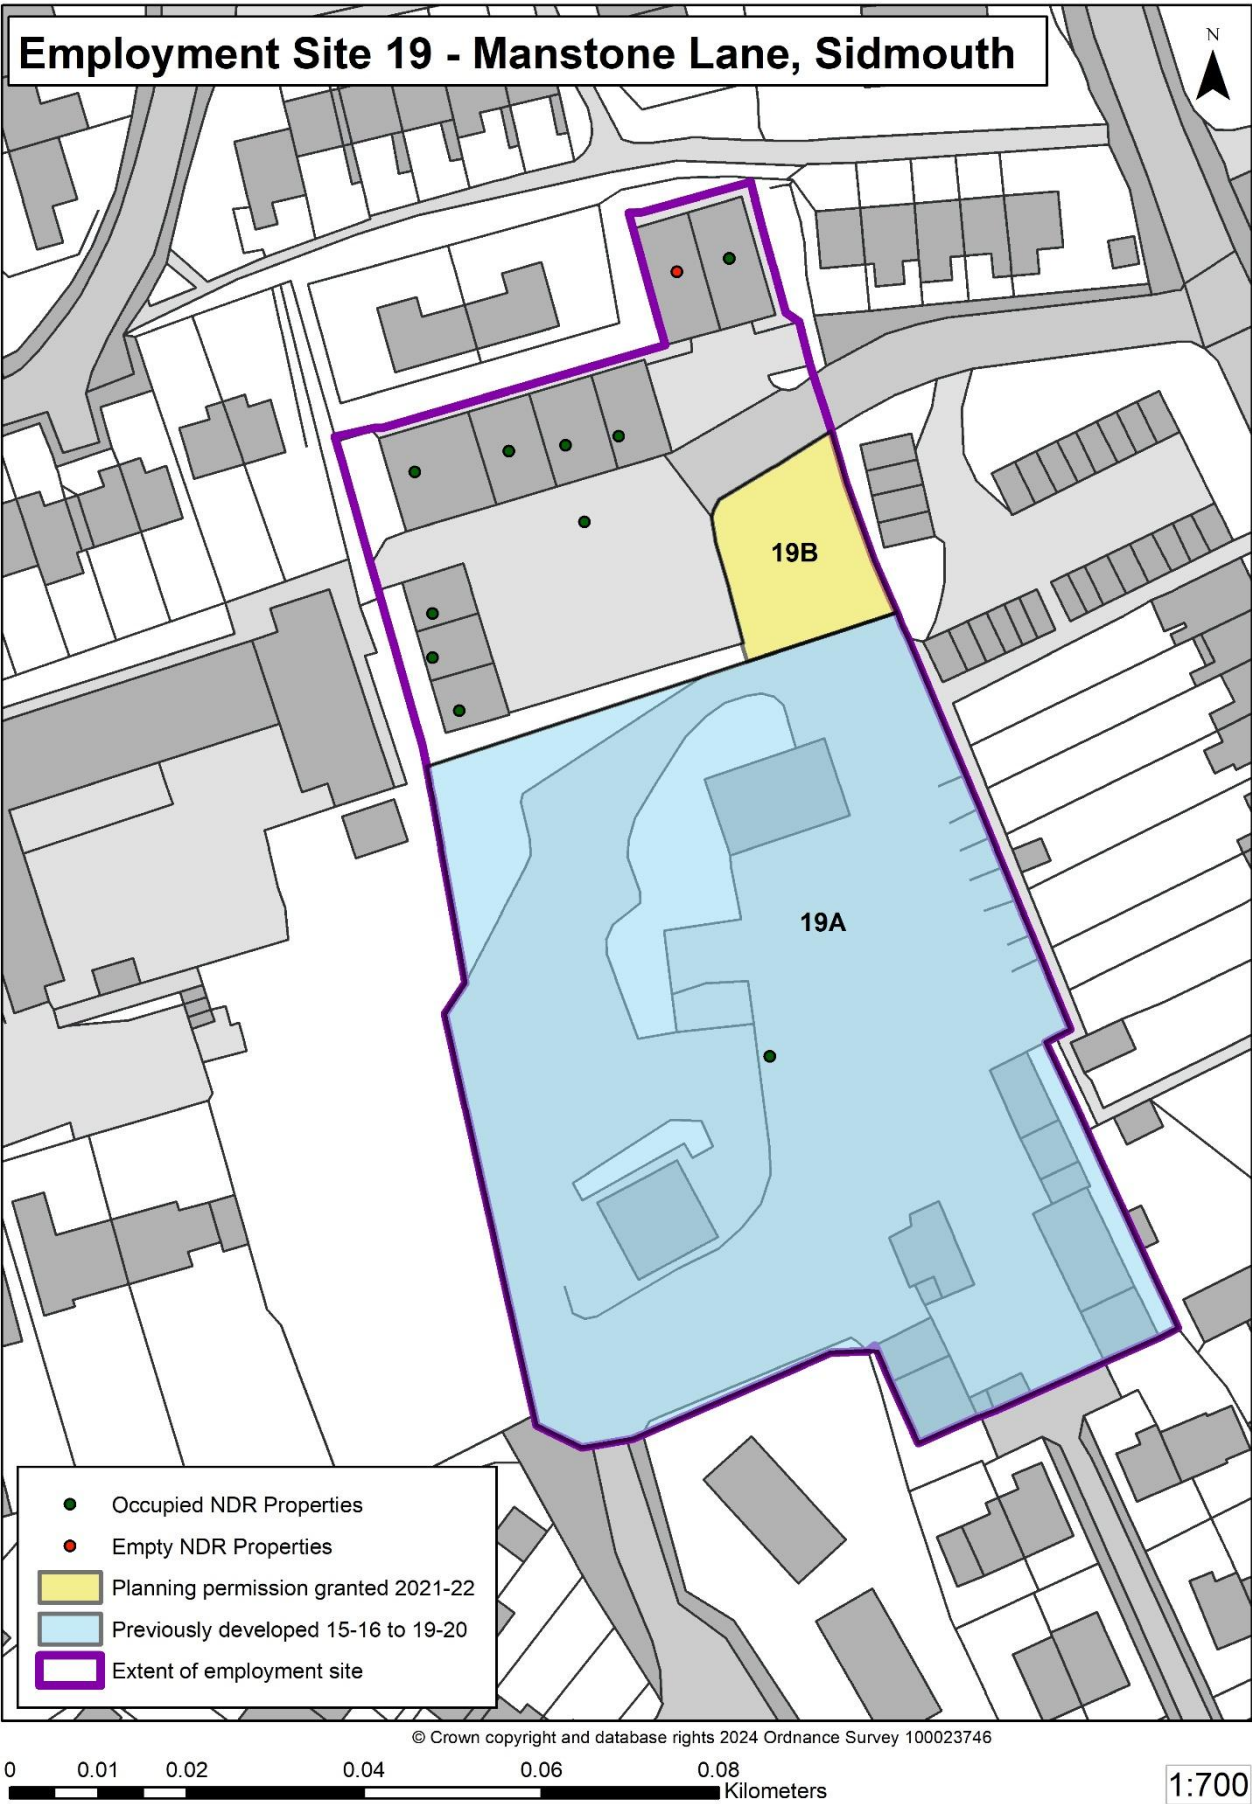 Employment Site 19 - Manstone Lane, Sidmouth
N
19B
19A
Occupied NDR Properties
Empty NDR Properties
Planning permission granted 2021-22
Previously developed 15-16 to 19-20
Extent of employment site
© Crown copyright and database rights 2024 Ordnance Survey 100023746
0 0.01 0.02 0.04 0.06 0.08
Kilometers
1:700